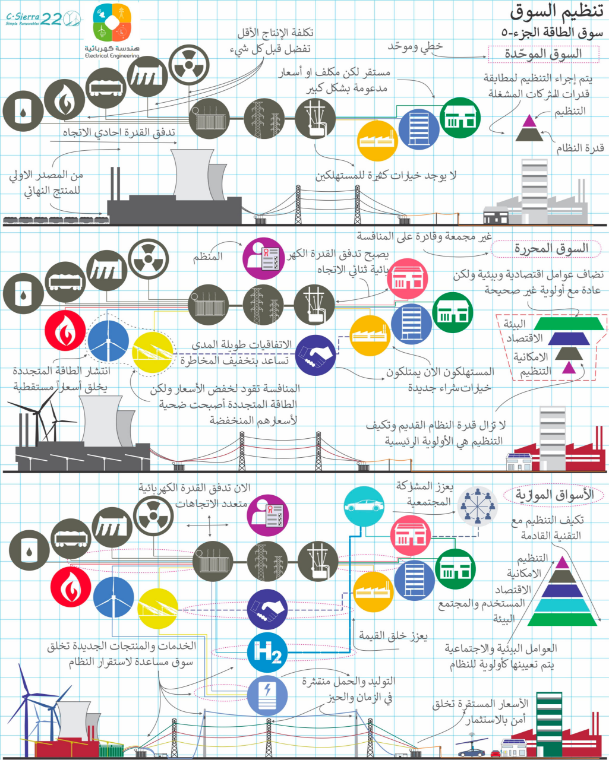 تنظيم السوق
سوق الطاقة الجزء-٥
C-Sierra 22
هندسة كهربائية
Electrical Engineering
السوق الموحّدة
خطي وموحّد
تكلفة الإنتاج الأقل
تفضل قبل كل شيء
يتم إجراء التنظيم لمطابقة
قدرات الشركات المشغلة
مستقر لكن مكلف او أسعار
مدعومة بشكل كبير
التنظيم
قدرة النظام
تدفق القدرة احادي الاتجاه
لا يوجد خيارات كثيرة للمستهلكين
من المصدر الاولي
للمنتج النهائي
السوق المحررة
غير مجمعة وقادرة على المنافسة
يصبح تدفق القدرة الكهر
بائية ثنائي الاتجاه
المنظم
تضاف عوامل اقتصادية وبيئية ولكن
عادة مع أولوية غير صحيحة
البيئة
الاقتصاد
الامكانية
التنظيم
الاتفاقيات طويلة المدى
تساعد بتخفيف المخاطرة
المستهلكون الان يمتلكون
خيارات شراء جديدة
انتشار الطاقة المتجددة
يخلق أسعار مستقطبة
المنافسة تقود لخفض الأسعار ولكن
الطاقة المتجددة أصبحت ضحية
لأسعارهم المنخفضة
لا تزال قدرة النظام القديم وتكيف
التنظيم هي الأولوية الرئيسية
الأسواق الموازية
يعزز المشاركة
المجتمعية
الان تدفق القدرة الكهربائية
متعدد الاتجاهات
تكيف التنظيم مع
التقنية القادمة
التنظيم
الامكانية
الاقتصاد
المستخدم والمجتمع
البيئة
يعزز خلق القيمة
H2
العوامل البيئية والاجتماعية
يتم تعيينها كأولوية للنظام
الخدمات والمنتجات الجديدة تخلق
سوق مساعدة لاستقرار النظام
التوليد والحمل منتشرة
في الزمان والحيز
الأسعار المستقرة تخلق
أمن بالاستثمار